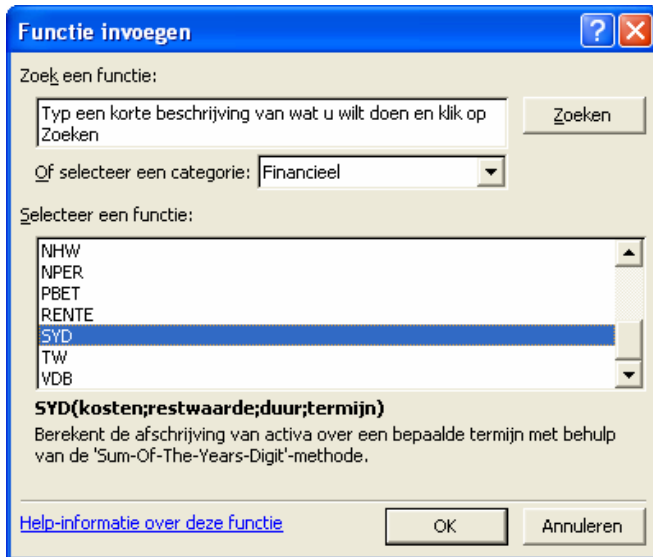 Functie invoegen
Zoek een functie:
Typ een korte beschrijving van wat u wilt doen en klik op
Zoeken
Zoeken
Of selecteer een categorie: Financieel
Selecteer een functie:
NHW
NPER
PBET
RENTE
SYD
TW
VDB
SYD(kosten;restwaarde;duur;termijn)
Berekent de afschrijving van activa over een bepaalde termijn met behulp
van de 'Sum-Of-The-Years-Digit'-methode.
Help-informatie over deze functie
OK
Annuleren